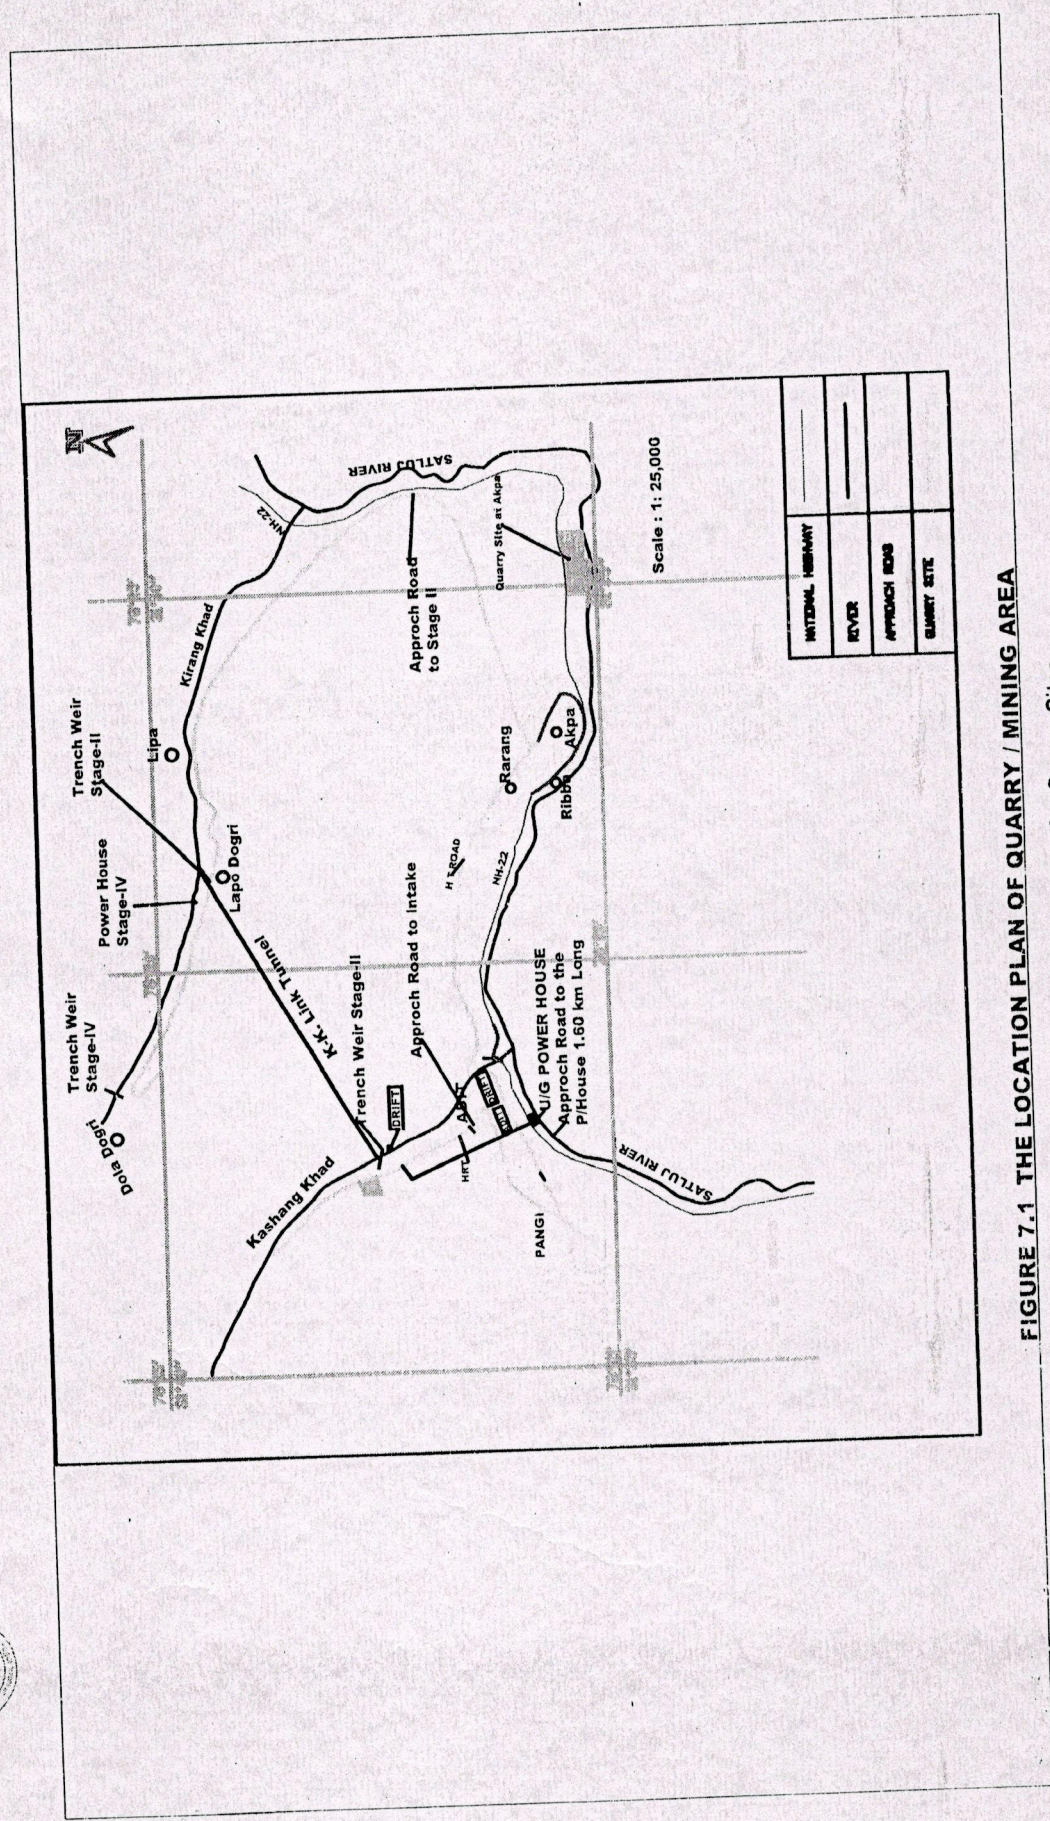 N
Trench Weir
Stage-IV
Power House
Stage-IV
Trench Weir
Stage-II
Dola Dogri
Lapo Dogri
Lipa
Kirang Khad
NH-22
SATLUJ RIVER
Kashang Khad
K-K. Link Tunnel
Trench Weir Stage-II
DRIFT
Approch Road to Intake
Approch Road
to Stage II
H T ROAD
Quarry Site at Akpa
HRT
ADIT
DRIFT
NH-22
Rarang
Ribba
Akpa
PANGI
U/G POWER HOUSE
Approch Road to the
P/House 1.60 km Long
SATLUJ RIVER
Scale : 1: 25,000
NATIONAL HIGHWAY
RIVER
APPROACH ROAD
QUARRY SITE
FIGURE 7.1 THE LOCATION PLAN OF QUARRY / MINING AREA